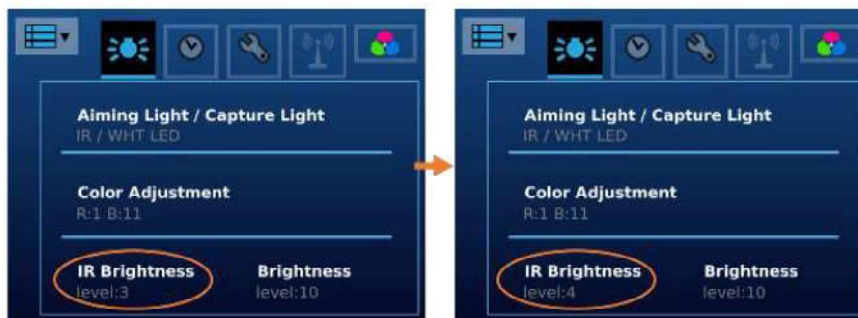 Aiming Light / Capture Light
IR / WHT LED
Color Adjustment
R:1 B:11
IR Brightness Brightness
level:3 level:10
Aiming Light / Capture Light
IR / WHT LED
Color Adjustment
R:1 B:11
IR Brightness Brightness
level:4 level:10